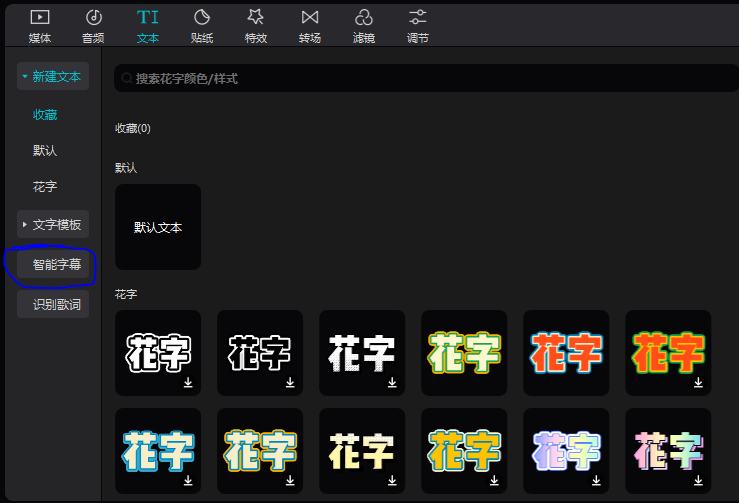 媒体 音频 TI 文本 贴纸 特效 转场 滤镜 调节
新建文本
收藏
默认
花字
文字模板
智能字幕
识别歌词
搜索花字颜色/样式
收藏(0)
默认
默认文本
花字
花字 花字 花字 花字 花字 花字
花字 花字 花字 花字 花字 花字